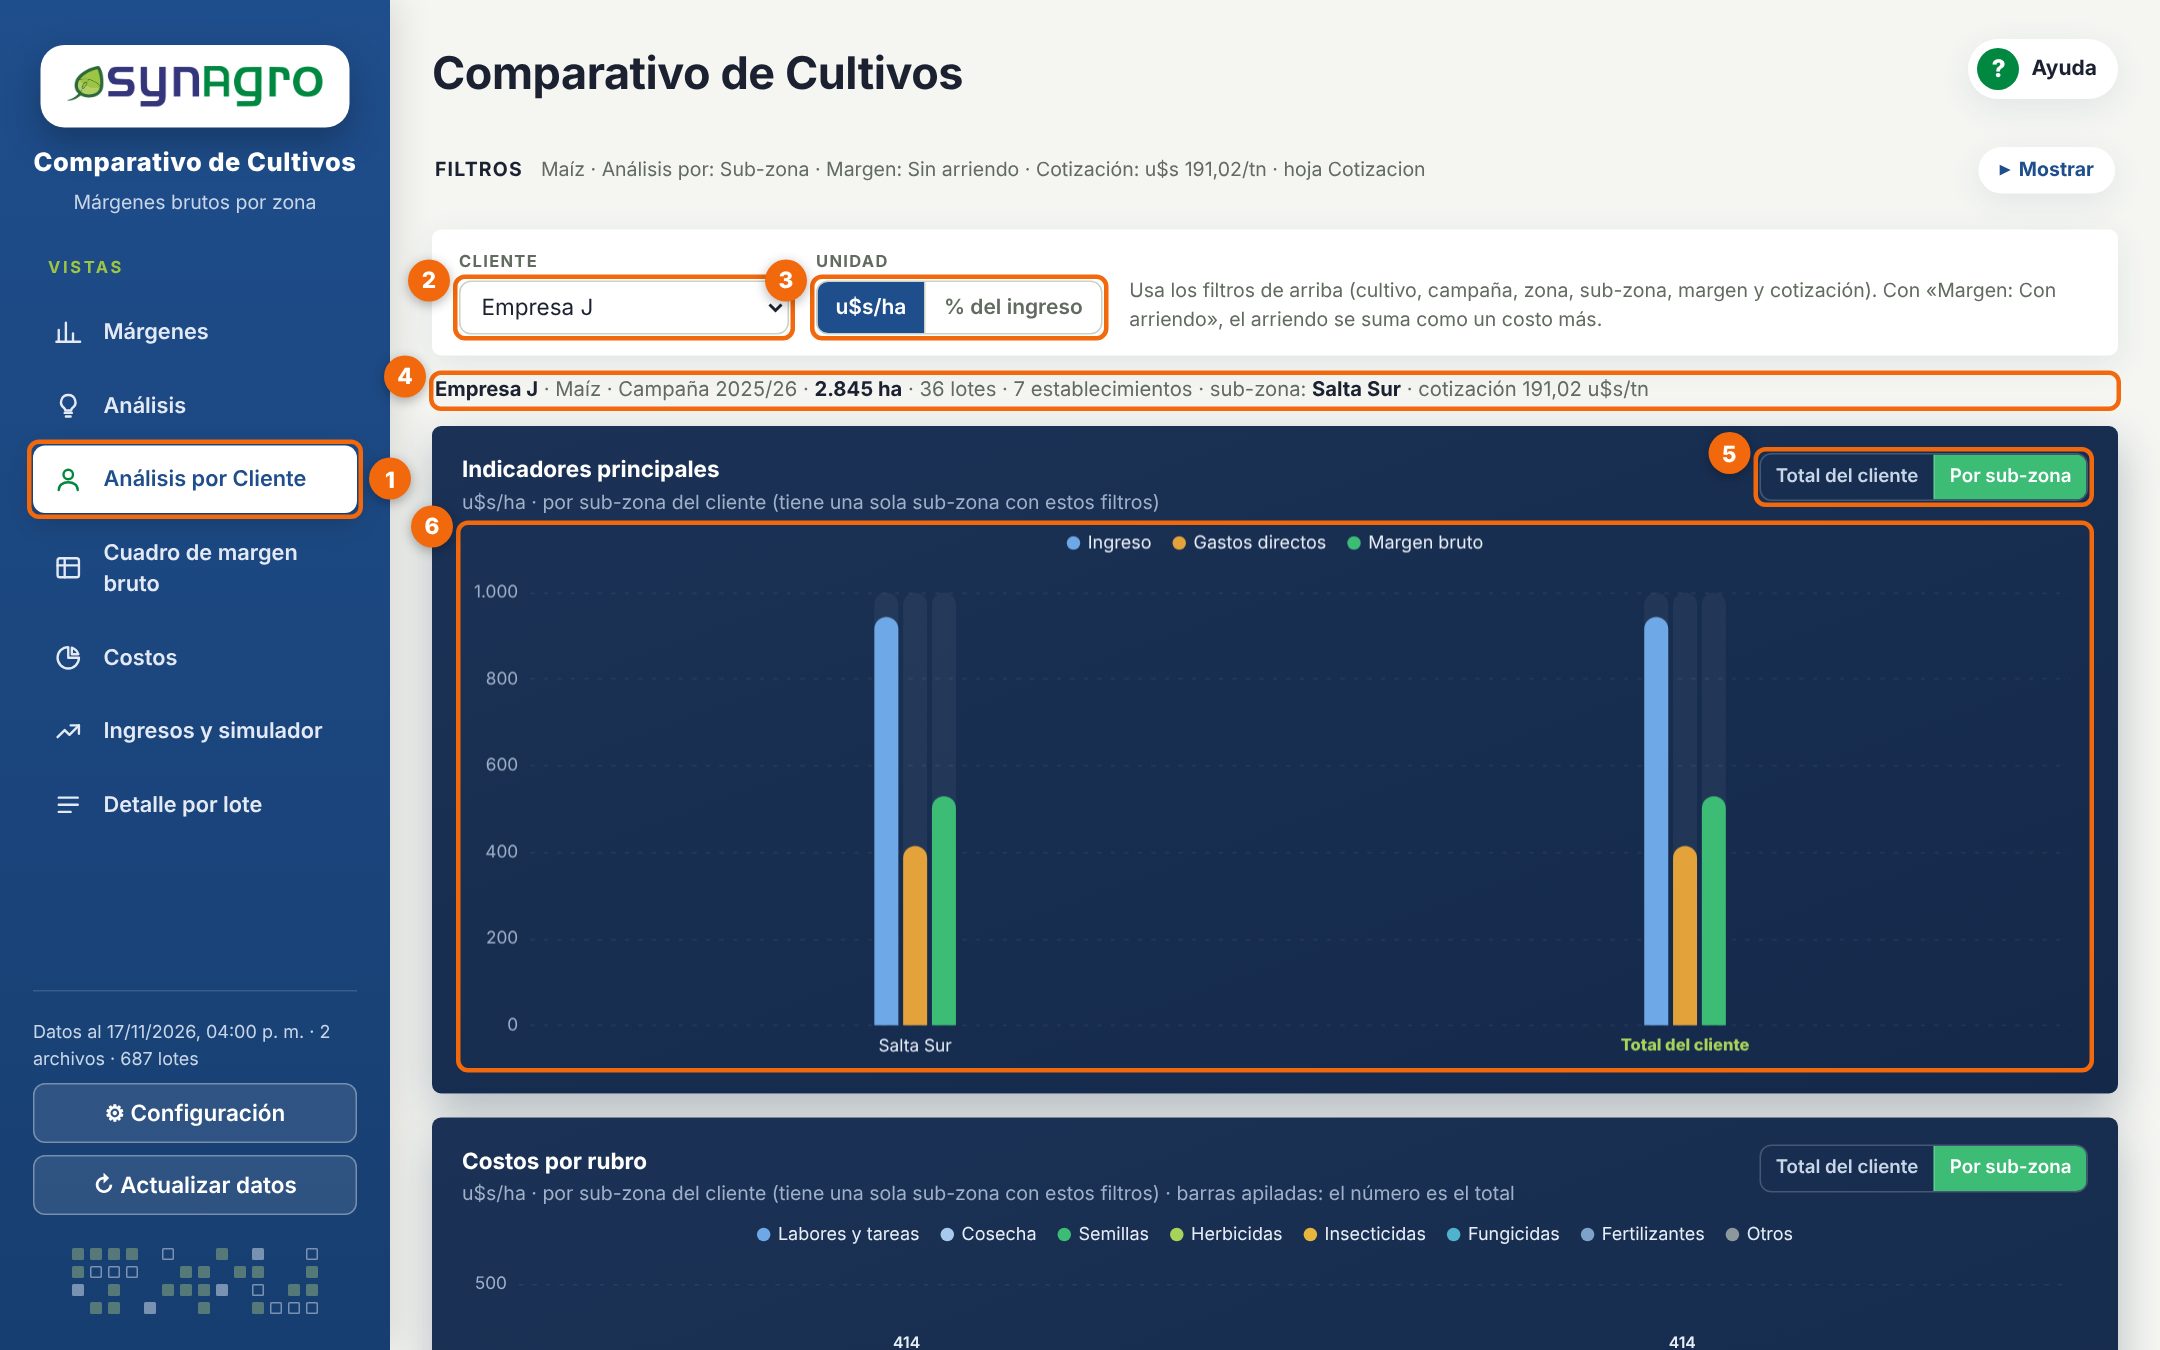 synAgro
Comparativo de Cultivos
Márgenes brutos por zona
VISTAS
Márgenes
Análisis
Análisis por Cliente
1
Cuadro de margen
bruto
Costos
Ingresos y simulador
Detalle por lote
Datos al 17/11/2026, 04:00 p. m. · 2
archivos · 687 lotes
⚙ Configuración
↻ Actualizar datos
Comparativo de Cultivos
? Ayuda
FILTROS Maíz · Análisis por: Sub-zona · Margen: Sin arriendo · Cotización: u$s 191,02/tn · hoja Cotizacion
▸ Mostrar
CLIENTE
2
Empresa J
UNIDAD
3
u$s/ha % del ingreso
Usa los filtros de arriba (cultivo, campaña, zona, sub-zona, margen y cotización). Con «Margen: Con
arriendo», el arriendo se suma como un costo más.
4
Empresa J · Maíz · Campaña 2025/26 · 2.845 ha · 36 lotes · 7 establecimientos · sub-zona: Salta Sur · cotización 191,02 u$s/tn
Indicadores principales
u$s/ha · por sub-zona del cliente (tiene una sola sub-zona con estos filtros)
5
Total del cliente Por sub-zona
6
Ingreso Gastos directos Margen bruto
1.000
800
600
400
200
0
Salta Sur Total del cliente
Costos por rubro
u$s/ha · por sub-zona del cliente (tiene una sola sub-zona con estos filtros) · barras apiladas: el número es el total
Total del cliente Por sub-zona
Labores y tareas Cosecha Semillas Herbicidas Insecticidas Fungicidas Fertilizantes Otros
500
414 414